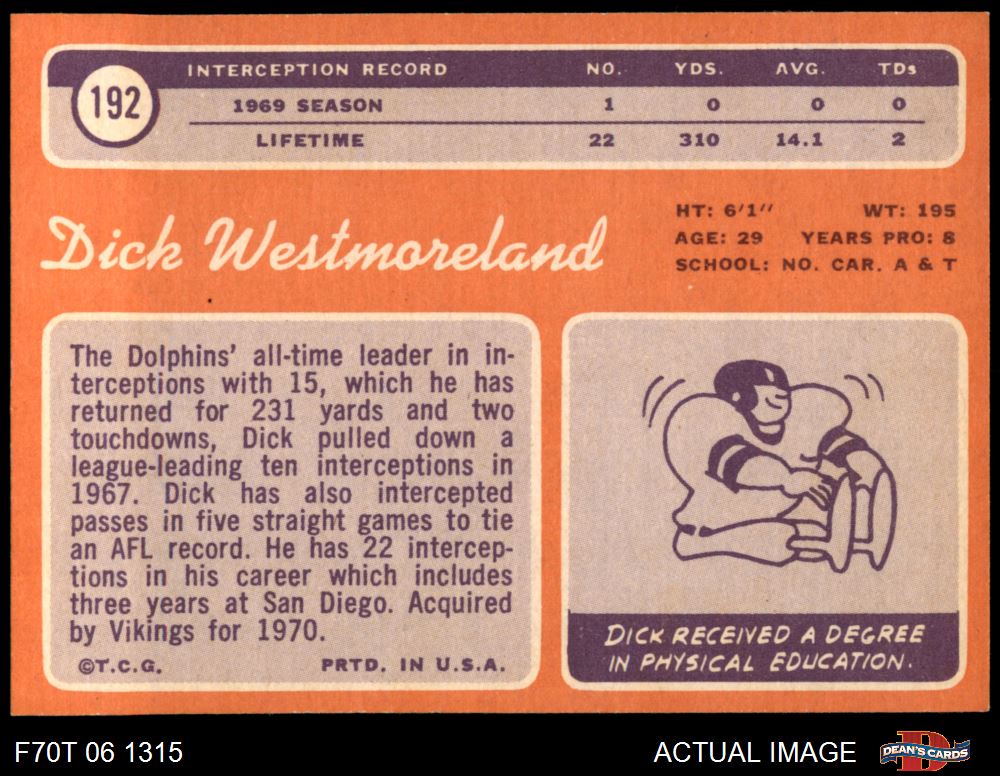 192
INTERCEPTION RECORD NO. YDS. AVG. TDs
1969 SEASON 1 0 0 0
LIFETIME 22 310 14.1 2
Dick Westmoreland
HT: 6'1" WT: 195
AGE: 29 YEARS PRO: 8
SCHOOL: NO. CAR. A & T
The Dolphins' all-time leader in in-
terceptions with 15, which he has
returned for 231 yards and two
touchdowns, Dick pulled down a
league-leading ten interceptions in
1967. Dick has also intercepted
passes in five straight games to tie
an AFL record. He has 22 intercep-
tions in his career which includes
three years at San Diego. Acquired
by Vikings for 1970.
©T.C.G. PRTD. IN U.S.A.
DICK RECEIVED A DEGREE
IN PHYSICAL EDUCATION.
F70T 06 1315
ACTUAL IMAGE
D
DEAN'S CARDS